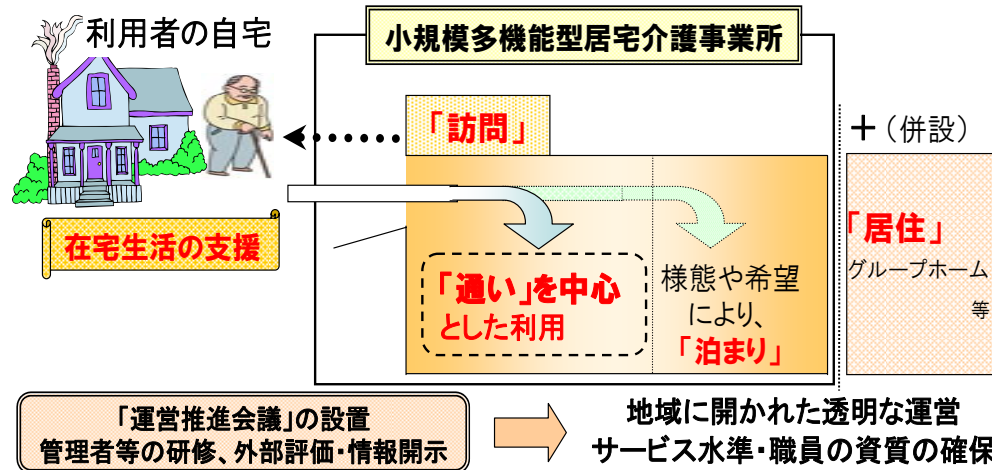 利用者の自宅
小規模多機能型居宅介護事業所
「訪問」
+(併設)
在宅生活の支援
「通い」を中心
とした利用
様態や希望
により、
「泊まり」
「居住」
グループホーム
等
「運営推進会議」の設置
管理者等の研修、外部評価・情報開示
地域に開かれた透明な運営
サービス水準・職員の資質の確保